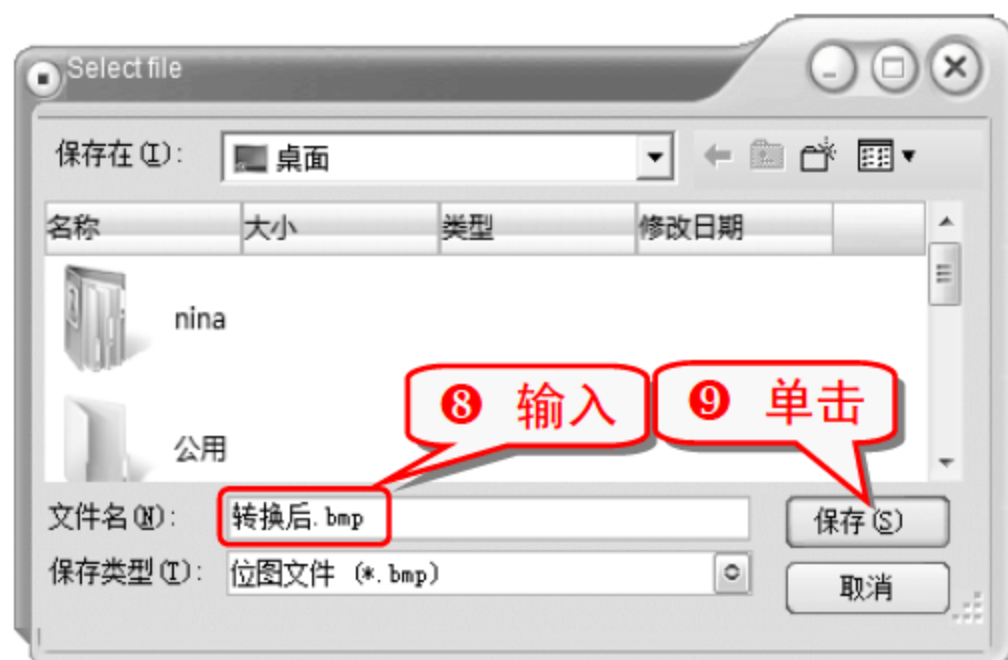 Select file
保存在(I):
桌面
名称 大小 类型 修改日期
nina
❽ 输入
❾ 单击
公用
文件名(N):
转换后.bmp
保存(S)
保存类型(T):
位图文件 (*.bmp)
取消